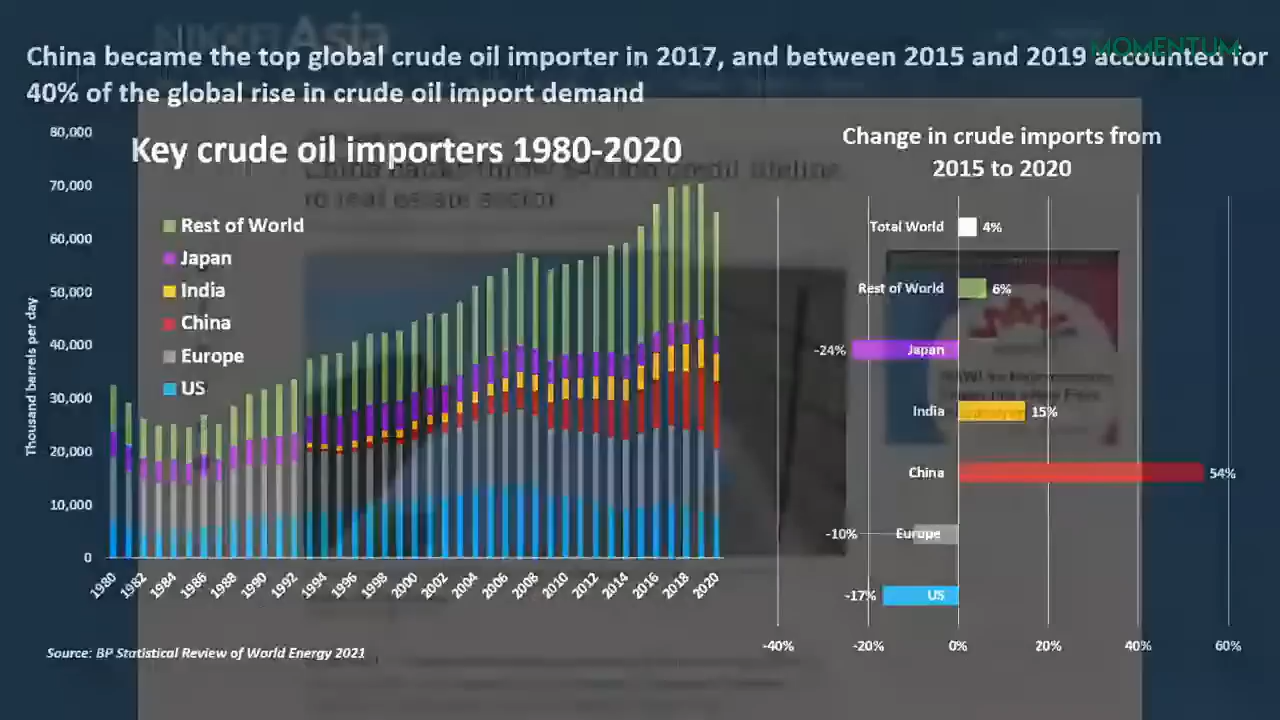 Asia
MOMENTUM
China became the top global crude oil importer in 2017, and between 2015 and 2019 accounted for
40% of the global rise in crude oil import demand
Key crude oil importers 1980-2020
80,000
70,000
60,000
50,000
40,000
30,000
20,000
10,000
0
Thousand barrels per day
Rest of World
Japan
India
China
Europe
US
1980
1982
1984
1986
1988
1990
1992
1994
1996
1998
2000
2002
2004
2006
2008
2010
2012
2014
2016
2018
2020
Source: BP Statistical Review of World Energy 2021
Change in crude imports from
2015 to 2020
Total World 4%
Rest of World 6%
-24% Japan
India 15%
China 54%
-10% Europe
-17% US
-40% -20% 0% 20% 40% 60%
to real estate sector